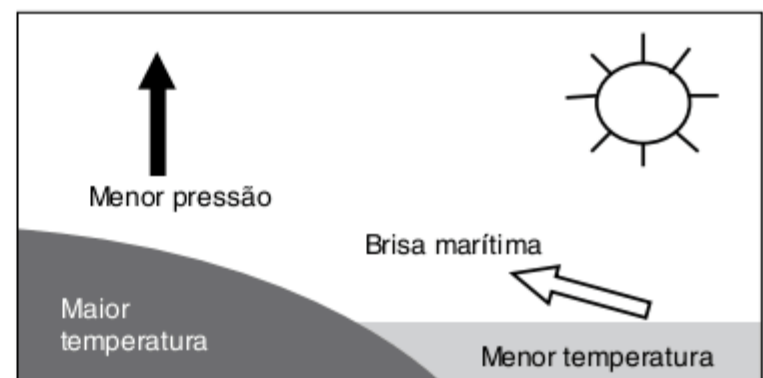 Menor pressão
Brisa marítima
Maior
temperatura
Menor temperatura